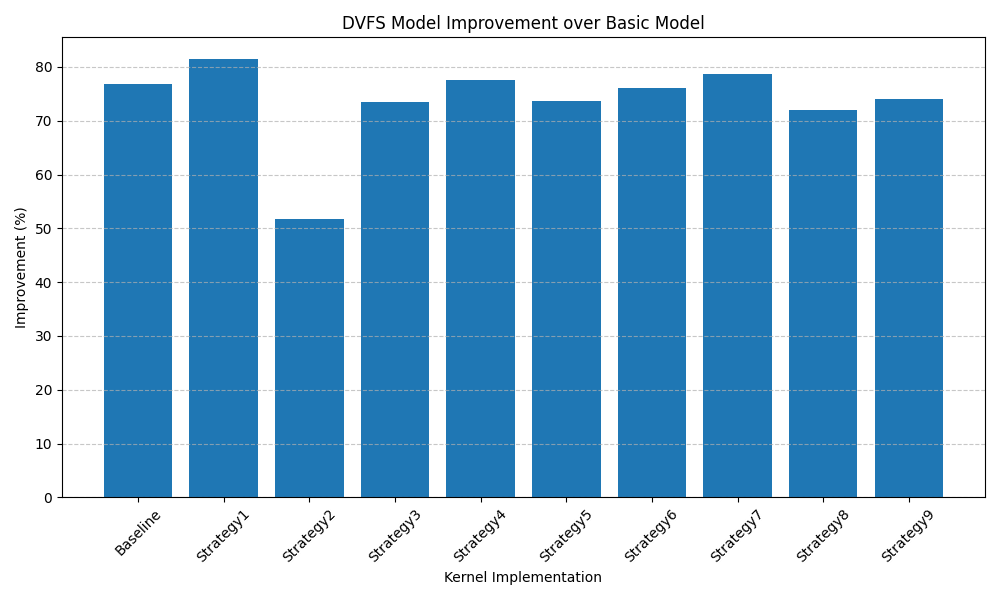 DVFS Model Improvement over Basic Model
Improvement (%)
80
70
60
50
40
30
20
10
0
Baseline
Strategy1
Strategy2
Strategy3
Strategy4
Strategy5
Strategy6
Strategy7
Strategy8
Strategy9
Kernel Implementation